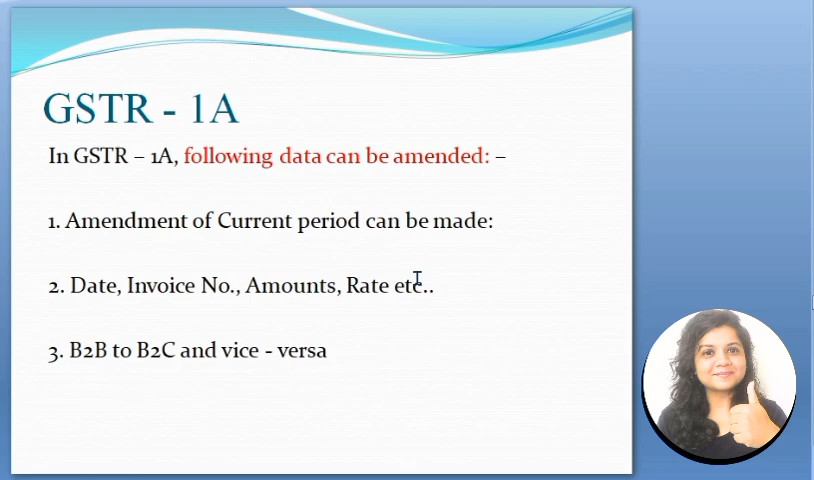 GSTR - 1A
In GSTR – 1A, following data can be amended: –
1. Amendment of Current period can be made:
2. Date, Invoice No., Amounts, Rate etc..
3. B2B to B2C and vice - versa